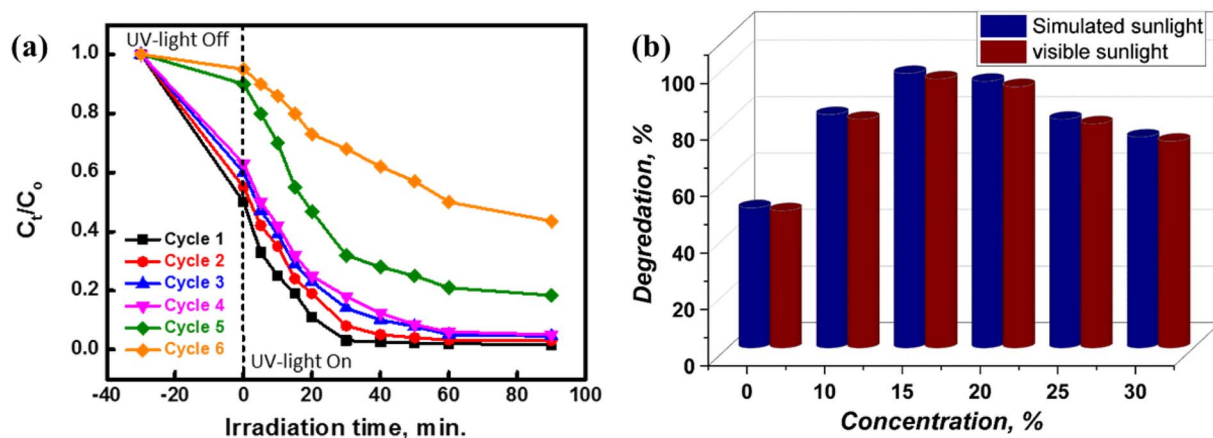 (a)
UV-light Off
1.0
0.8
0.6
0.4
0.2
0.0
Ct/Co
Cycle 1
Cycle 2
Cycle 3
Cycle 4
Cycle 5
Cycle 6
UV-light On
-40 -20 0 20 40 60 80 100
Irradiation time, min.
(b)
Simulated sunlight
visible sunlight
100
80
60
40
20
0
Degredation, %
0 10 15 20 25 30
Concentration, %